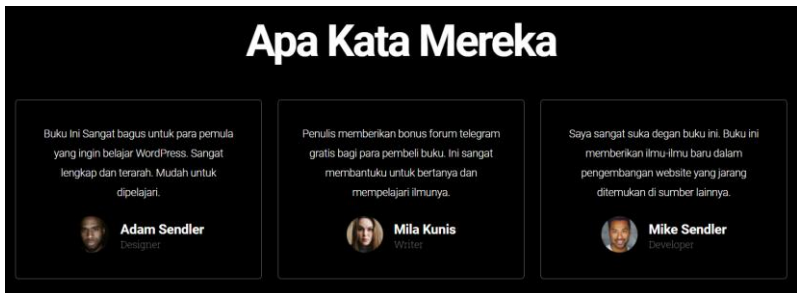 Apa Kata Mereka
Buku Ini Sangat bagus untuk para pemula
yang ingin belajar WordPress. Sangat
lengkap dan terarah. Mudah untuk
dipelajari.
Adam Sendler
Designer
Penulis memberikan bonus forum telegram
gratis bagi para pembeli buku. Ini sangat
membantuku untuk bertanya dan
mempelajari ilmunya.
Mila Kunis
Writer
Saya sangat suka degan buku ini. Buku ini
memberikan ilmu-ilmu baru dalam
pengembangan website yang jarang
ditemukan di sumber lainnya.
Mike Sendler
Developer